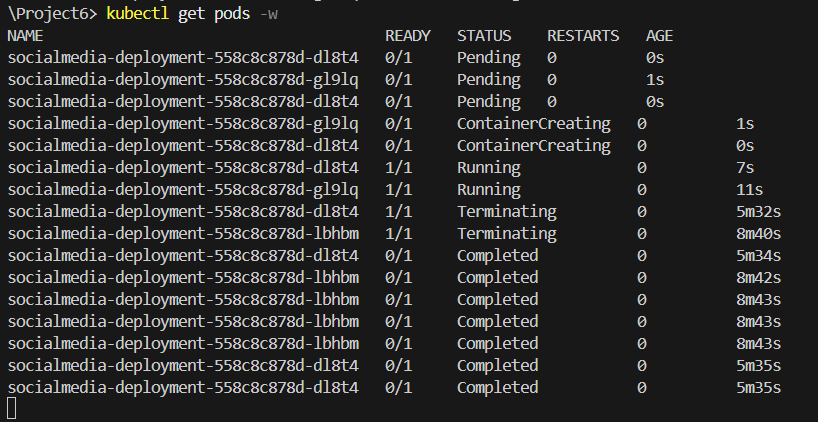 \Project6> kubectl get pods -w
NAME READY STATUS RESTARTS AGE
socialmedia-deployment-558c8c878d-dl8t4 0/1 Pending 0 0s
socialmedia-deployment-558c8c878d-gl9lq 0/1 Pending 0 1s
socialmedia-deployment-558c8c878d-dl8t4 0/1 Pending 0 0s
socialmedia-deployment-558c8c878d-gl9lq 0/1 ContainerCreating 0 1s
socialmedia-deployment-558c8c878d-dl8t4 0/1 ContainerCreating 0 0s
socialmedia-deployment-558c8c878d-dl8t4 1/1 Running 0 7s
socialmedia-deployment-558c8c878d-gl9lq 1/1 Running 0 11s
socialmedia-deployment-558c8c878d-dl8t4 1/1 Terminating 0 5m32s
socialmedia-deployment-558c8c878d-lbhbm 1/1 Terminating 0 8m40s
socialmedia-deployment-558c8c878d-dl8t4 0/1 Completed 0 5m34s
socialmedia-deployment-558c8c878d-lbhbm 0/1 Completed 0 8m42s
socialmedia-deployment-558c8c878d-lbhbm 0/1 Completed 0 8m43s
socialmedia-deployment-558c8c878d-lbhbm 0/1 Completed 0 8m43s
socialmedia-deployment-558c8c878d-lbhbm 0/1 Completed 0 8m43s
socialmedia-deployment-558c8c878d-dl8t4 0/1 Completed 0 5m35s
socialmedia-deployment-558c8c878d-dl8t4 0/1 Completed 0 5m35s